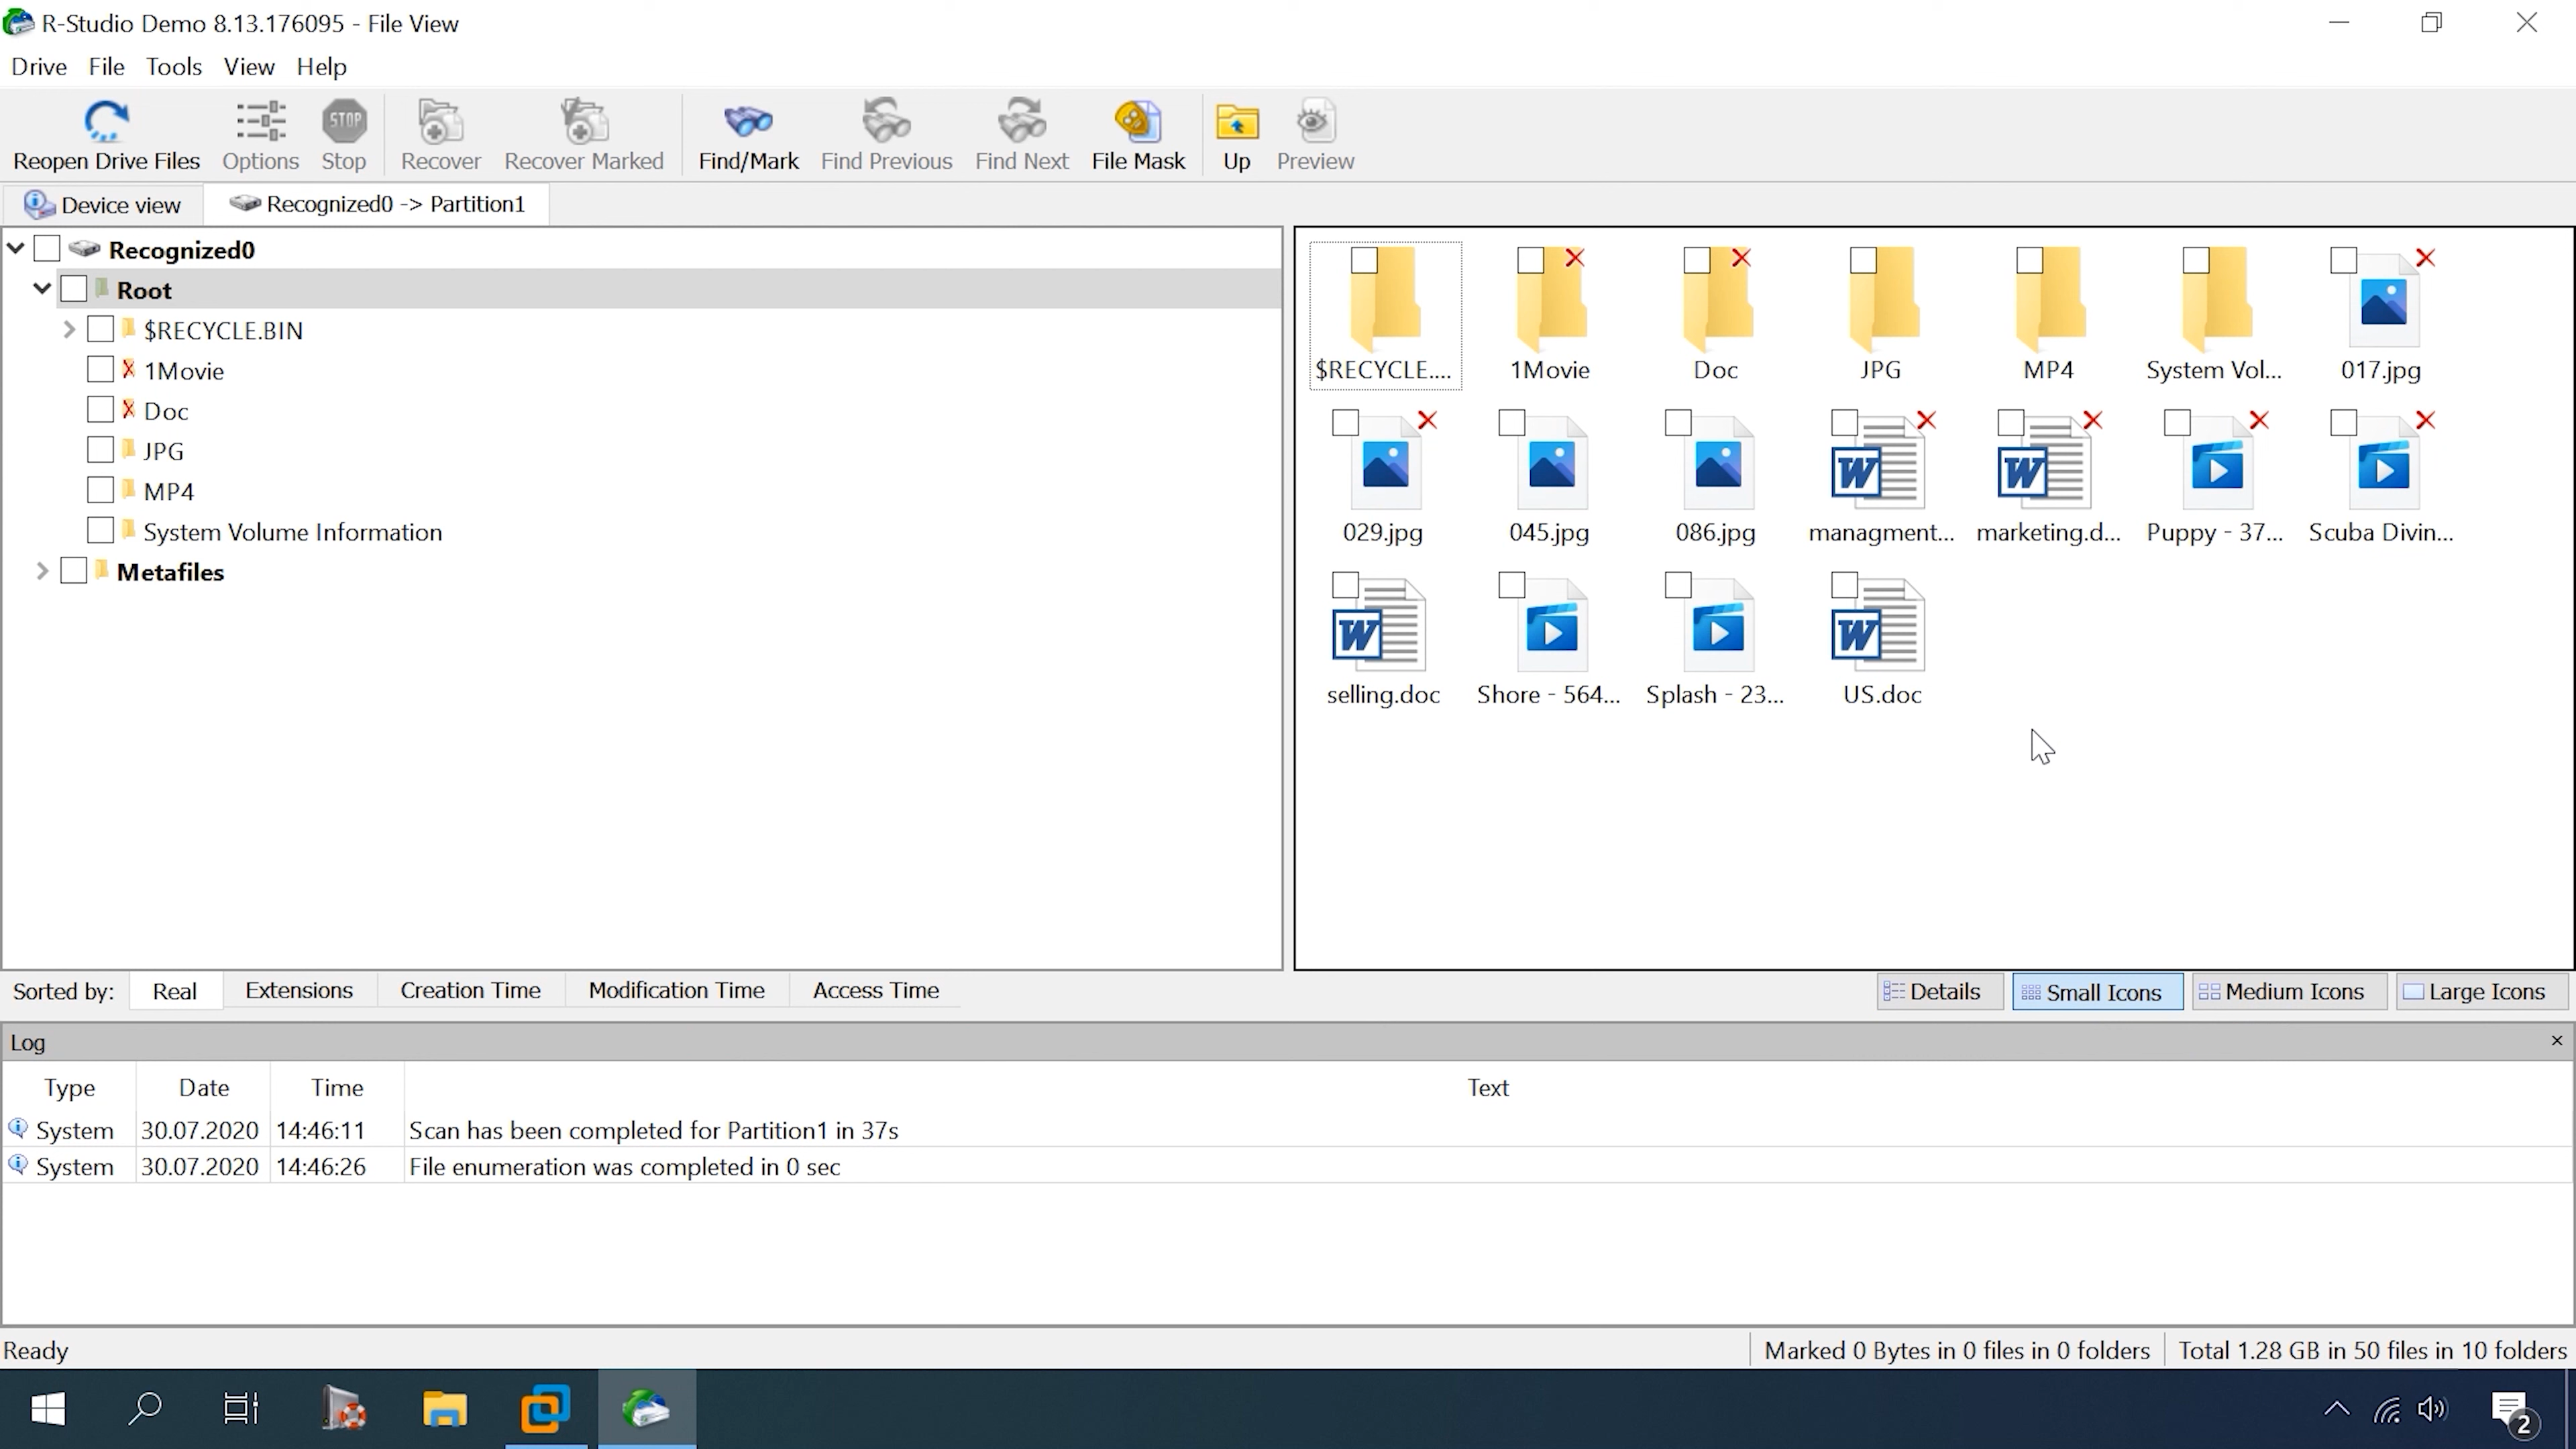 R-Studio Demo 8.13.176095 - File View
Drive File Tools View Help
STOP
Reopen Drive Files Options Stop Recover Recover Marked Find/Mark Find Previous Find Next File Mask Up Preview
Device view Recognized0 -> Partition1
Recognized0
Root
$RECYCLE.BIN
1Movie
Doc
JPG
MP4
System Volume Information
Metafiles
$RECYCLE.... 1Movie Doc JPG MP4 System Vol... 017.jpg
029.jpg 045.jpg 086.jpg managment... marketing.d... Puppy - 37... Scuba Divin...
selling.doc Shore - 564... Splash - 23... US.doc
Sorted by: Real Extensions Creation Time Modification Time Access Time Details Small Icons Medium Icons Large Icons
Log
Type Date Time Text
System 30.07.2020 14:46:11 Scan has been completed for Partition1 in 37s
System 30.07.2020 14:46:26 File enumeration was completed in 0 sec
Ready Marked 0 Bytes in 0 files in 0 folders Total 1.28 GB in 50 files in 10 folders
2